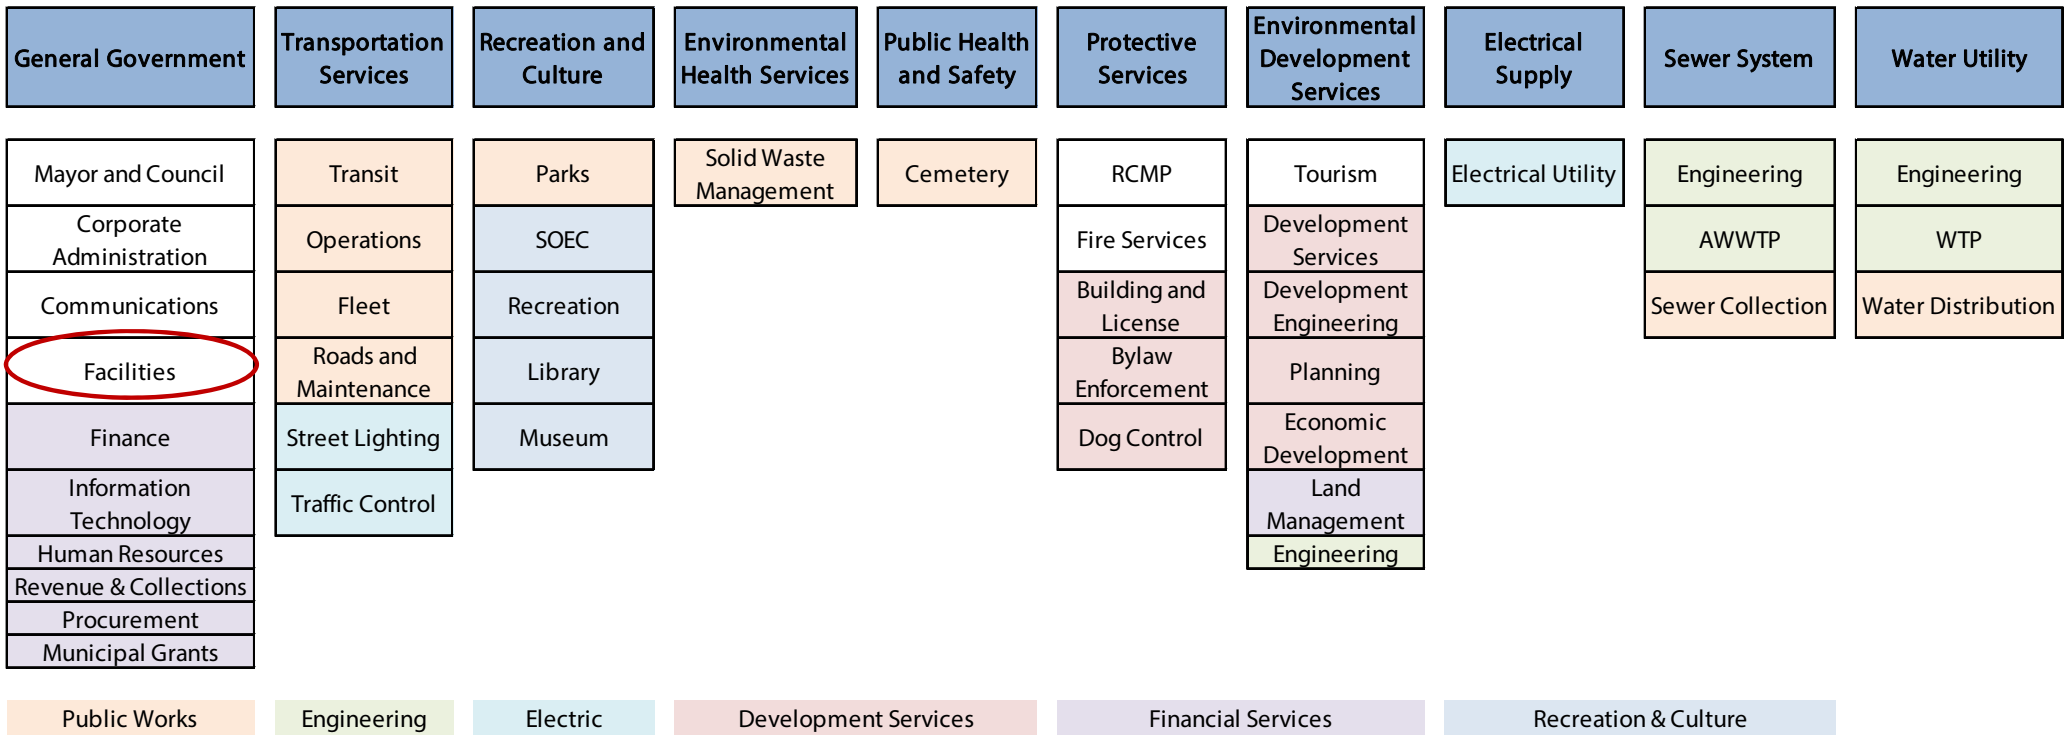 General Government
Transportation
Services
Recreation and
Culture
Environmental
Health Services
Public Health
and Safety
Protective
Services
Environmental
Development
Services
Electrical
Supply
Sewer System
Water Utility
Mayor and Council
Corporate
Administration
Communications
Facilities
Finance
Information
Technology
Human Resources
Revenue & Collections
Procurement
Municipal Grants
Transit
Operations
Fleet
Roads and
Maintenance
Street Lighting
Traffic Control
Parks
SOEC
Recreation
Library
Museum
Solid Waste
Management
Cemetery
RCMP
Fire Services
Building and
License
Bylaw
Enforcement
Dog Control
Tourism
Development
Services
Development
Engineering
Planning
Economic
Development
Land
Management
Engineering
Electrical Utility
Engineering
AWWTP
Sewer Collection
Engineering
WTP
Water Distribution
Public Works
Engineering
Electric
Development Services
Financial Services
Recreation & Culture